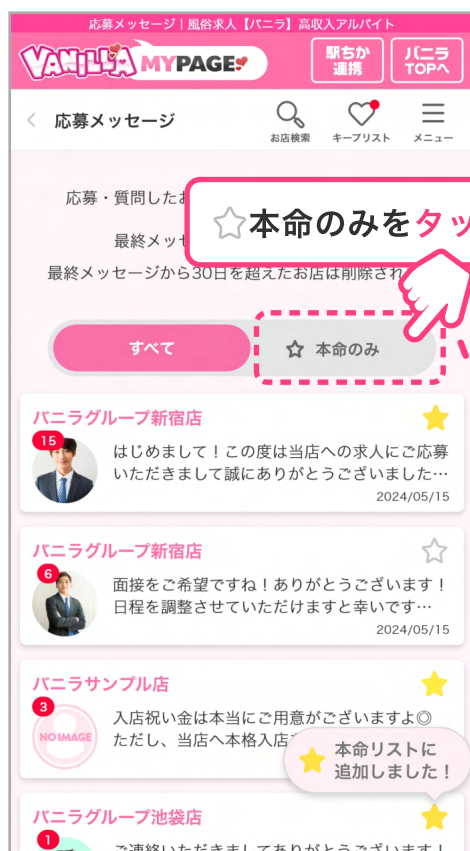 応募メッセージ | 風俗求人【バニラ】高収入アルバイト
VANILLA MYPAGE
駅ちか
連携
バニラ
TOPへ
応募メッセージ
お店検索
キープリスト
メニュー
応募・質問したお
☆本命のみをタッ
最終メッセ
最終メッセージから30日を超えたお店は削除され
すべて
☆ 本命のみ
バニラグループ新宿店
15
はじめまして！この度は当店への求人にご応募
いただきまして誠にありがとうございました…
2024/05/15
バニラグループ新宿店
6
面接をご希望ですね！ありがとうございます！
日程を調整させていただけますと幸いです…
2024/05/15
バニラサンプル店
3
NO IMAGE
入店祝い金は本当にご用意がございますよ◎
ただし、当店へ本格入店
本命リストに
追加しました！
バニラグループ池袋店
1
ご連絡いただきましてありがとうございます！